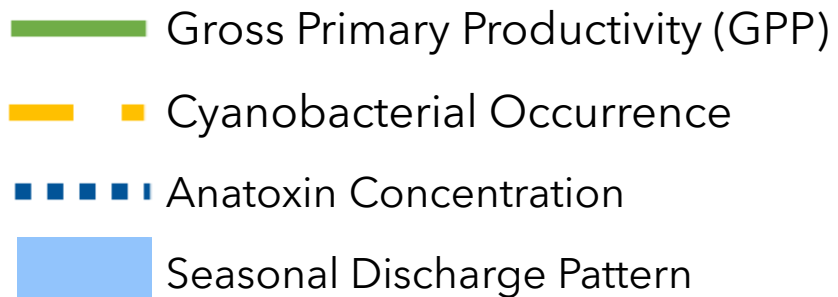 Gross Primary Productivity (GPP)
Cyanobacterial Occurrence
Anatoxin Concentration
Seasonal Discharge Pattern